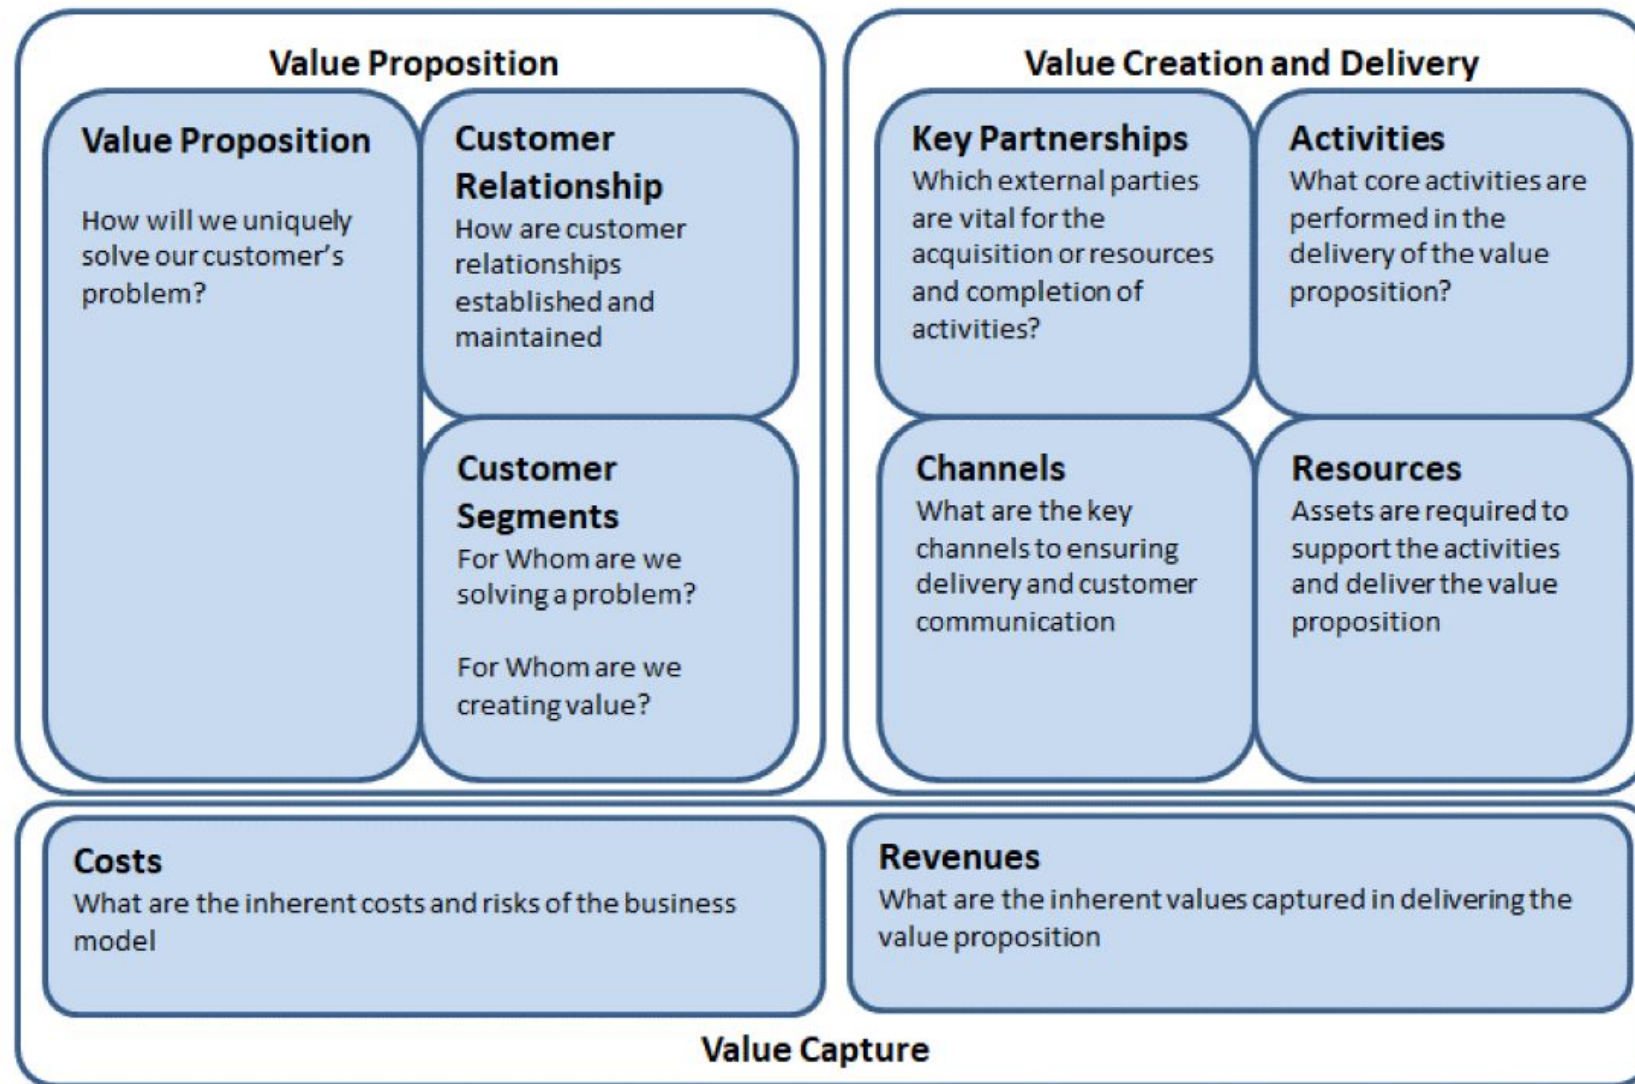 Value Proposition
Value Proposition
How will we uniquely
solve our customer's
problem?
Customer
Relationship
How are customer
relationships
established and
maintained
Customer
Segments
For Whom are we
solving a problem?
For Whom are we
creating value?
Value Creation and Delivery
Key Partnerships
Which external parties
are vital for the
acquisition or resources
and completion of
activities?
Activities
What core activities are
performed in the
delivery of the value
proposition?
Channels
What are the key
channels to ensuring
delivery and customer
communication
Resources
Assets are required to
support the activities
and deliver the value
proposition
Costs
What are the inherent costs and risks of the business
model
Revenues
What are the inherent values captured in delivering the
value proposition
Value Capture